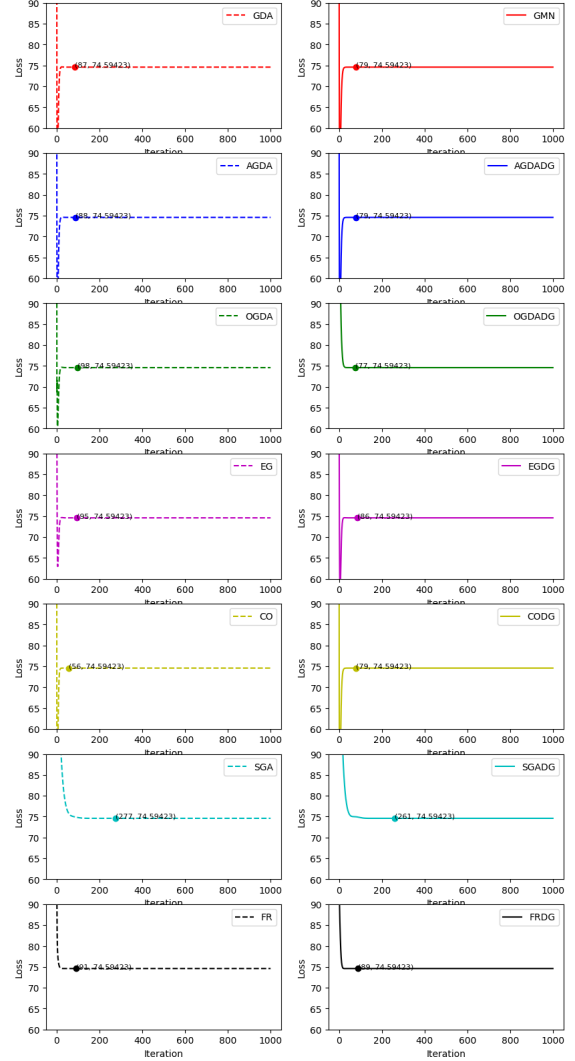 90
85
80
75
70
65
60
Loss
GDA
(87, 74.59423)
0 200 400 600 800 1000
Iteration
90
85
80
75
70
65
60
Loss
GMN
(79, 74.59423)
0 200 400 600 800 1000
Iteration
90
85
80
75
70
65
60
Loss
AGDA
(88, 74.59423)
0 200 400 600 800 1000
Iteration
90
85
80
75
70
65
60
Loss
AGDADG
(79, 74.59423)
0 200 400 600 800 1000
Iteration
90
85
80
75
70
65
60
Loss
OGDA
(98, 74.59423)
0 200 400 600 800 1000
Iteration
90
85
80
75
70
65
60
Loss
OGDADG
(77, 74.59423)
0 200 400 600 800 1000
Iteration
90
85
80
75
70
65
60
Loss
EG
(95, 74.59423)
0 200 400 600 800 1000
Iteration
90
85
80
75
70
65
60
Loss
EGDG
(86, 74.59423)
0 200 400 600 800 1000
Iteration
90
85
80
75
70
65
60
Loss
CO
(56, 74.59423)
0 200 400 600 800 1000
Iteration
90
85
80
75
70
65
60
Loss
CODG
(79, 74.59423)
0 200 400 600 800 1000
Iteration
90
85
80
75
70
65
60
Loss
SGA
(277, 74.59423)
0 200 400 600 800 1000
Iteration
90
85
80
75
70
65
60
Loss
SGADG
(261, 74.59423)
0 200 400 600 800 1000
Iteration
90
85
80
75
70
65
60
Loss
FR
(91, 74.59423)
0 200 400 600 800 1000
Iteration
90
85
80
75
70
65
60
Loss
FRDG
(89, 74.59423)
0 200 400 600 800 1000
Iteration